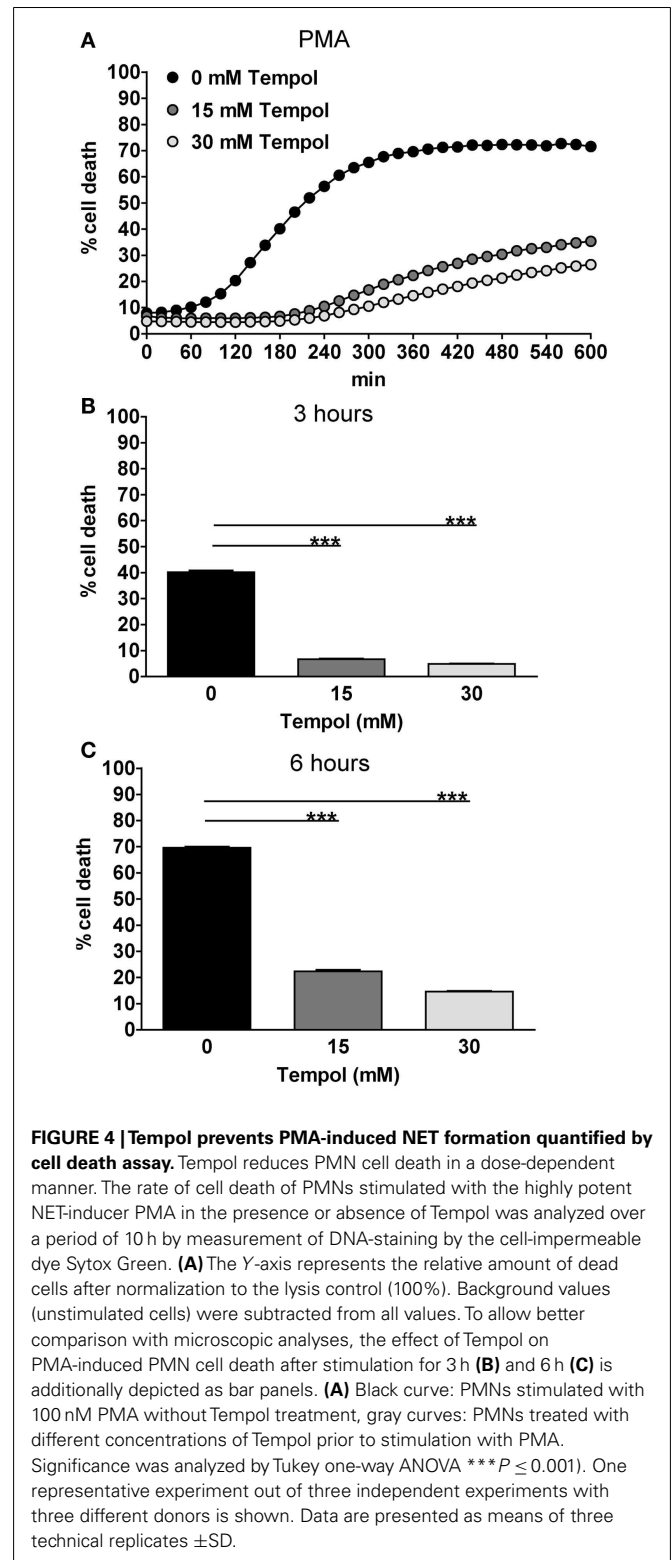 A
PMA
100
90
80
70
60
50
40
30
20
10
0
% cell death
0 mM Tempol
15 mM Tempol
30 mM Tempol
0 60 120 180 240 300 360 420 480 540 600
min
B
3 hours
100
90
80
70
60
50
40
30
20
10
0
% cell death
***
***
0 15 30
Tempol (mM)
C
6 hours
100
90
80
70
60
50
40
30
20
10
0
% cell death
***
***
0 15 30
Tempol (mM)
FIGURE 4 | Tempol prevents PMA-induced NET formation quantified by
cell death assay. Tempol reduces PMN cell death in a dose-dependent
manner. The rate of cell death of PMNs stimulated with the highly potent
NET-inducer PMA in the presence or absence of Tempol was analyzed over
a period of 10 h by measurement of DNA-staining by the cell-impermeable
dye Sytox Green. (A) The Y-axis represents the relative amount of dead
cells after normalization to the lysis control (100%). Background values
(unstimulated cells) were subtracted from all values. To allow better
comparison with microscopic analyses, the effect of Tempol on
PMA-induced PMN cell death after stimulation for 3 h (B) and 6 h (C) is
additionally depicted as bar panels. (A) Black curve: PMNs stimulated with
100 nM PMA without Tempol treatment, gray curves: PMNs treated with
different concentrations of Tempol prior to stimulation with PMA.
Significance was analyzed by Tukey one-way ANOVA ***P ≤ 0.001). One
representative experiment out of three independent experiments with
three different donors is shown. Data are presented as means of three
technical replicates ±SD.